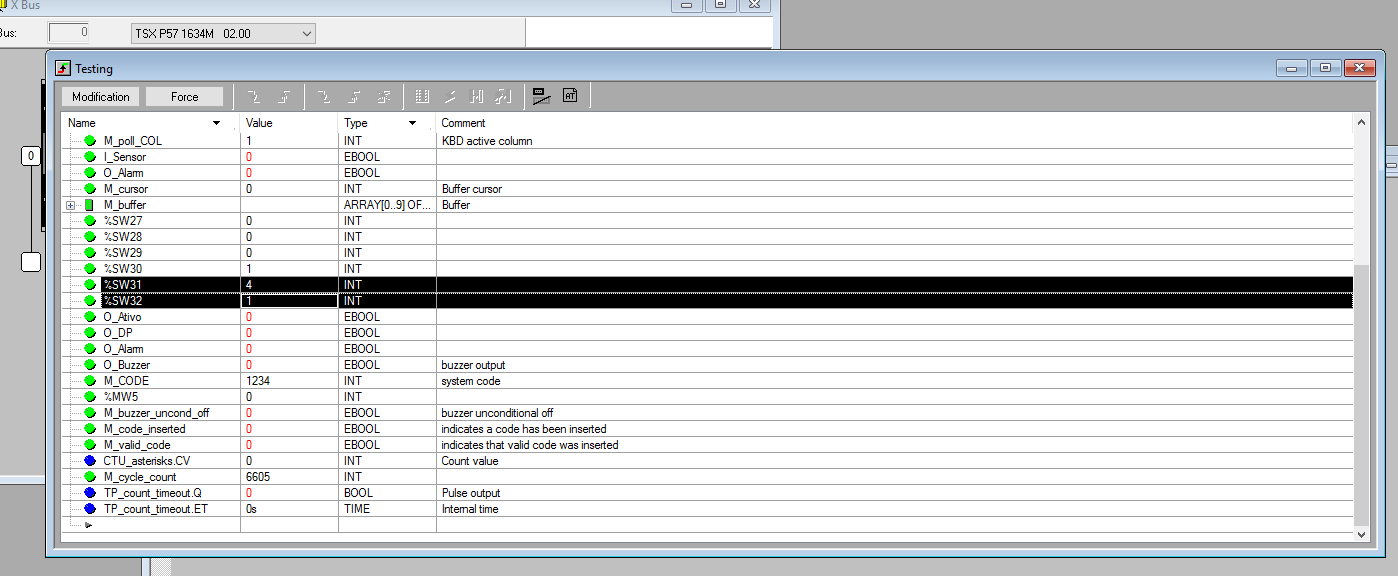 X Bus
Bus: 0 TSX P57 1634M 02.00
Testing
Modification Force
Name Value Type Comment
M_poll_COL 1 INT KBD active column
I_Sensor 0 EBOOL
O_Alarm 0 EBOOL
M_cursor 0 INT Buffer cursor
M_buffer ARRAY[0..9] OF... Buffer
%SW27 0 INT
%SW28 0 INT
%SW29 0 INT
%SW30 1 INT
%SW31 4 INT
%SW32 1 INT
O_Ativo 0 EBOOL
O_DP 0 EBOOL
O_Alarm 0 EBOOL
O_Buzzer 0 EBOOL buzzer output
M_CODE 1234 INT system code
%MW5 0 INT
M_buzzer_uncond_off 0 EBOOL buzzer unconditional off
M_code_inserted 0 EBOOL indicates a code has been inserted
M_valid_code 0 EBOOL indicates that valid code was inserted
CTU_asterisks.CV 0 INT Count value
M_cycle_count 6605 INT
TP_count_timeout.Q 0 BOOL Pulse output
TP_count_timeout.ET 0s TIME Internal time
0